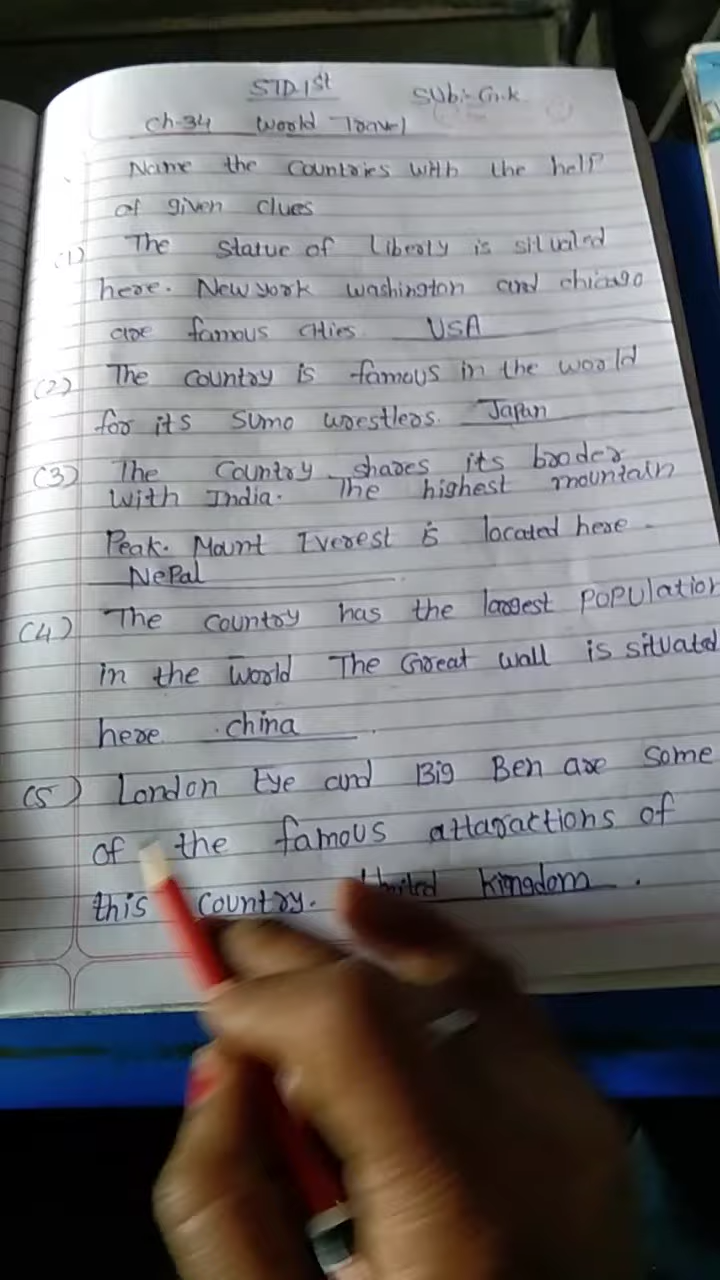 STD 1st Sub:- G.K
Ch-34 World Travel
Name the Countries with the help
of given clues
(1) The Statue of Liberty is situated
here. New york washington and chicago
are famous cities USA
(2) The country is famous in the world
for its sumo wrestlers. Japan
(3) The Country shares its broder
with India. The highest mountain
Peak. Mount Everest is located here.
Nepal
(4) The country has the largest population
in the world The Great wall is situated
here china
(5) London Eye and Big Ben are some
of the famous attaractions of
this country. United kingdom.